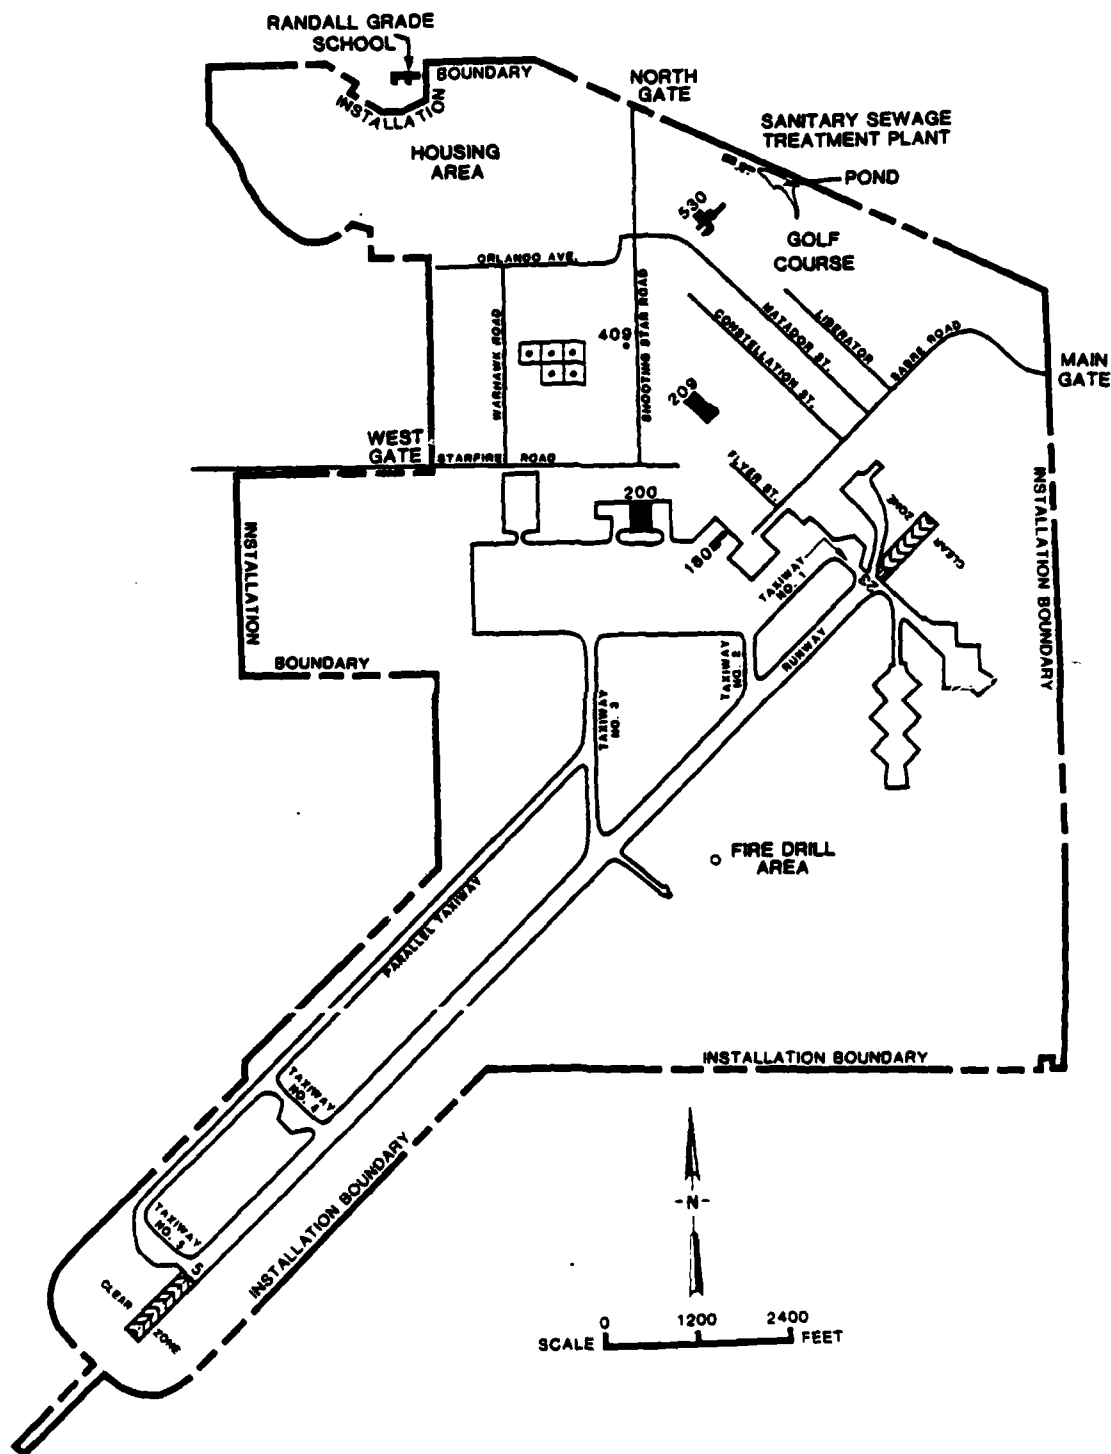 RANDALL GRADE
SCHOOL
BOUNDARY
INSTALLATION
NORTH
GATE
SANITARY SEWAGE
TREATMENT PLANT
HOUSING
AREA
POND
530
GOLF
COURSE
ORLANDO AVE.
WARHAWK ROAD
409
SHOOTING STAR ROAD
CONSTELLATION ST.
MATADOR ST.
LIBERATOR
SABRE ROAD
MAIN
GATE
209
WEST
GATE
STARFIRE ROAD
FLYER ST.
200
180
ZONE
CLEAR
INSTALLATION
BOUNDARY
INSTALLATION BOUNDARY
TAXIWAY
NO. 1
23
RUNWAY
TAXIWAY
NO. 2
TAXIWAY
NO. 3
FIRE DRILL
AREA
PARALLEL TAXIWAY
INSTALLATION BOUNDARY
TAXIWAY
NO. 4
INSTALLATION BOUNDARY
TAXIWAY
NO. 5
5
CLEAR
ZONE
-N-
0 1200 2400
SCALE FEET